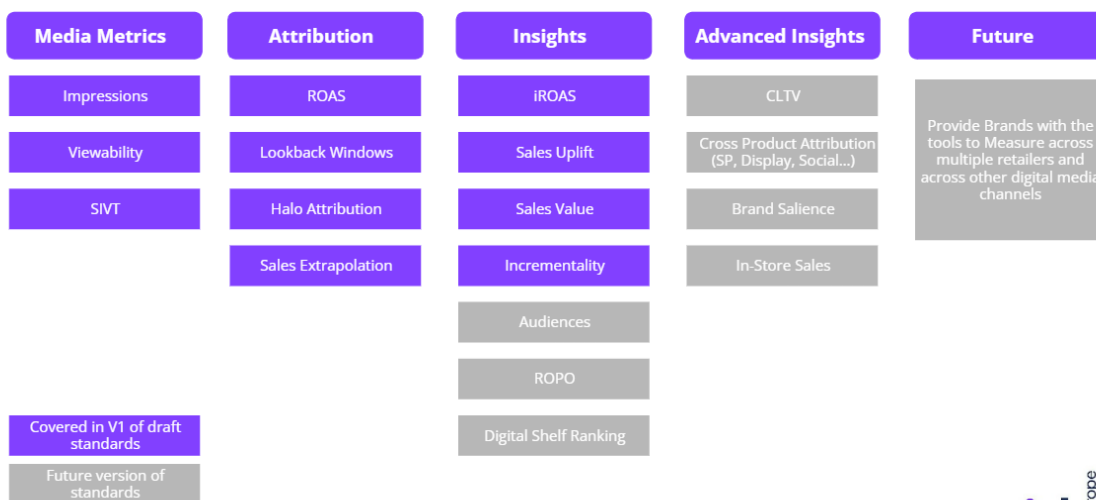 Media Metrics
Attribution
Insights
Advanced Insights
Future
Impressions
ROAS
iROAS
CLTV
Provide Brands with the
tools to Measure across
multiple retailers and
across other digital media
channels
Viewability
Lookback Windows
Sales Uplift
Cross Product Attribution
(SP, Display, Social...)
SIVT
Halo Attribution
Sales Value
Brand Salience
Sales Extrapolation
Incrementality
In-Store Sales
Audiences
ROPO
Digital Shelf Ranking
Covered in V1 of draft
standards
Future version of
standards